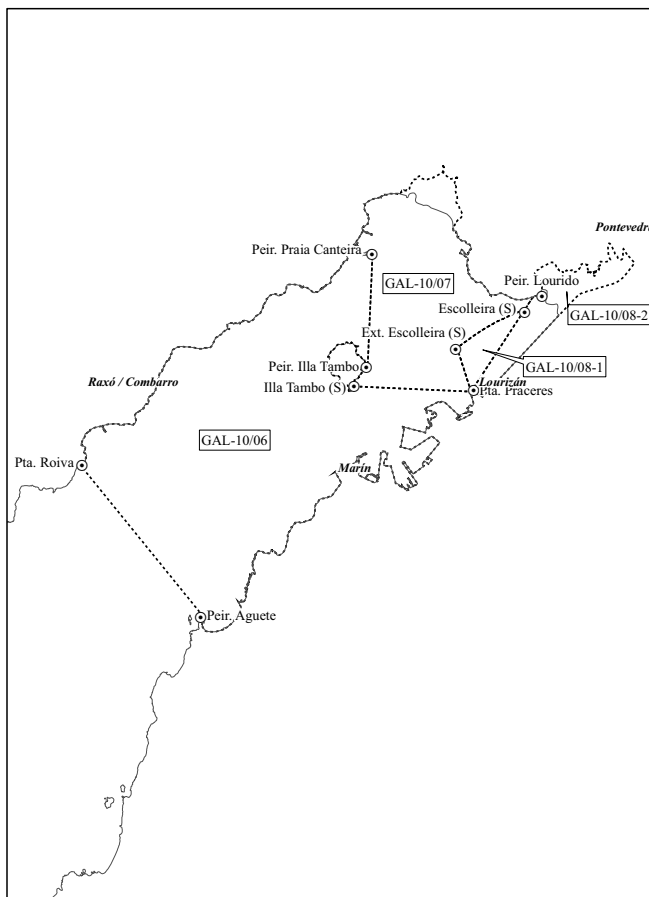 Pontevedra
Peir. Praia Canteira
GAL-10/07
Peir. Lourido
Escolleira (S)
GAL-10/08-2
Ext. Escolleira (S)
GAL-10/08-1
Peir. Illa Tambo
Raxó / Combarro
Illa Tambo (S)
Lourizán
Pta. Praceres
GAL-10/06
Pta. Roiva
Marín
Peir. Aguete